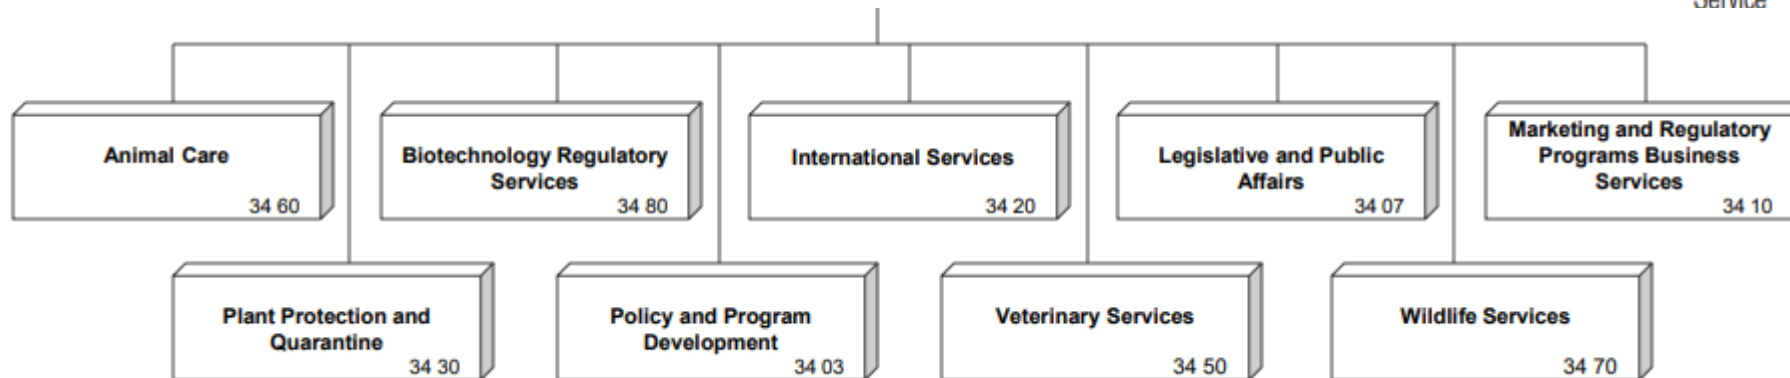 Service
Animal Care
34 60
Biotechnology Regulatory
Services
34 80
International Services
34 20
Legislative and Public
Affairs
34 07
Marketing and Regulatory
Programs Business
Services
34 10
Plant Protection and
Quarantine
34 30
Policy and Program
Development
34 03
Veterinary Services
34 50
Wildlife Services
34 70